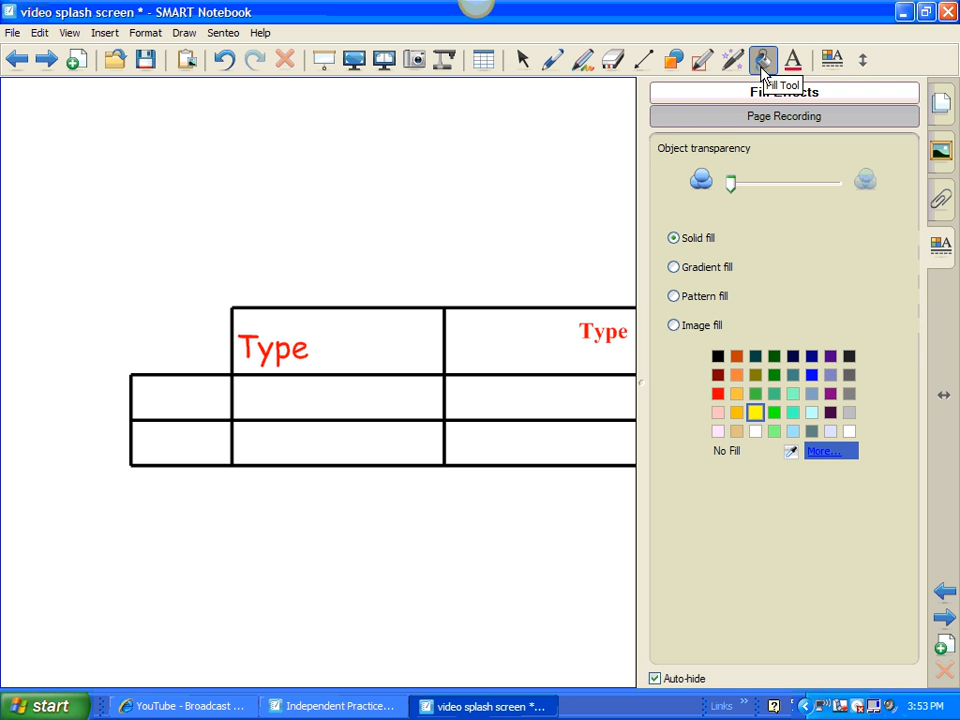 video splash screen * - SMART Notebook
File Edit View Insert Format Draw Senteo Help
Fill Tool
Fill Effects
Page Recording
Object transparency
Solid fill
Gradient fill
Pattern fill
Image fill
Type
Type
No Fill
More...
Auto-hide
start
YouTube - Broadcast ...
Independent Practice...
video splash screen *...
Links
3:53 PM